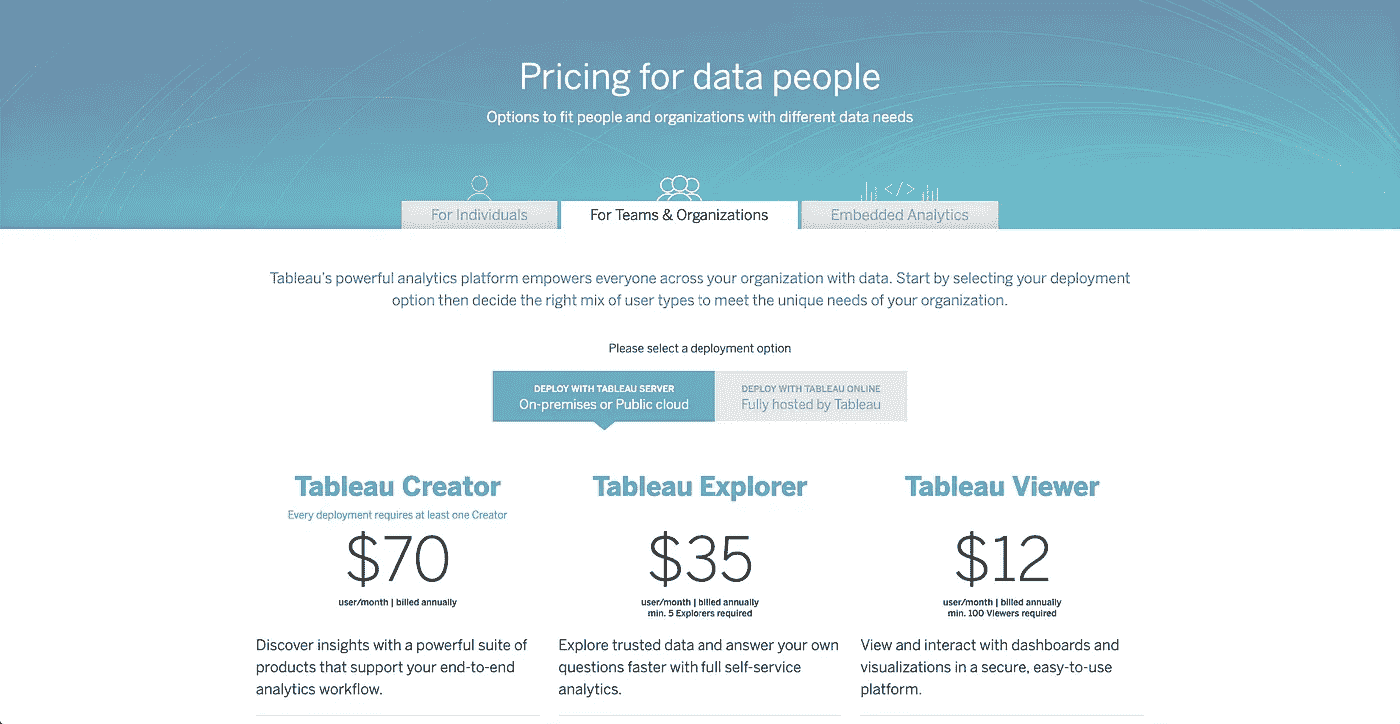 Pricing for data people
Options to fit people and organizations with different data needs
For Individuals
For Teams & Organizations
</>
Embedded Analytics
Tableau's powerful analytics platform empowers everyone across your organization with data. Start by selecting your deployment
option then decide the right mix of user types to meet the unique needs of your organization.
Please select a deployment option
DEPLOY WITH TABLEAU SERVER
On-premises or Public cloud
DEPLOY WITH TABLEAU ONLINE
Fully hosted by Tableau
Tableau Creator
Every deployment requires at least one Creator
$70
user/month | billed annually
Discover insights with a powerful suite of
products that support your end-to-end
analytics workflow.
Tableau Explorer
$35
user/month | billed annually
min. 5 Explorers required
Explore trusted data and answer your own
questions faster with full self-service
analytics.
Tableau Viewer
$12
user/month | billed annually
min. 100 Viewers required
View and interact with dashboards and
visualizations in a secure, easy-to-use
platform.